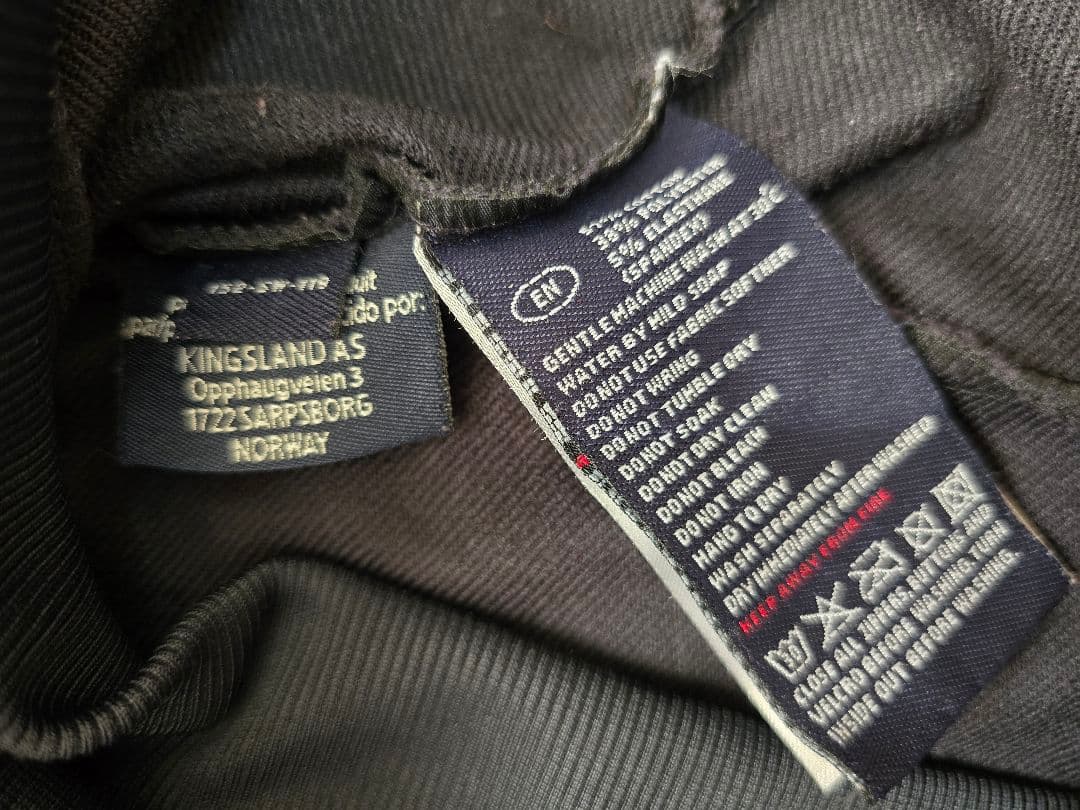 KINGSLAND AS
Opphaugveien 3
1722 SARPSBORG
NORWAY
EN
5% ELASTANE
(SPANDEX)
GENTLE MACHINE WASH AT 30°C
WATER BY MILD SOAP
DO NOT USE FABRIC SOFTNER
DO NOT WRING
DO NOT TUMBLE DRY
DO NOT SOAK
DO NOT DRY CLEAN
DO NOT BLEACH
DO NOT IRON
HANG TO DRY
WASH SEPARATELY
DRY IMMEDIATELY AFTER WASHED
KEEP AWAY FROM FIRE
CLOSE ALL ZIPPERS, BUTTONS AND
VELCRO BEFORE WASHING. TURN
INSIDE OUT BEFORE WASHING.